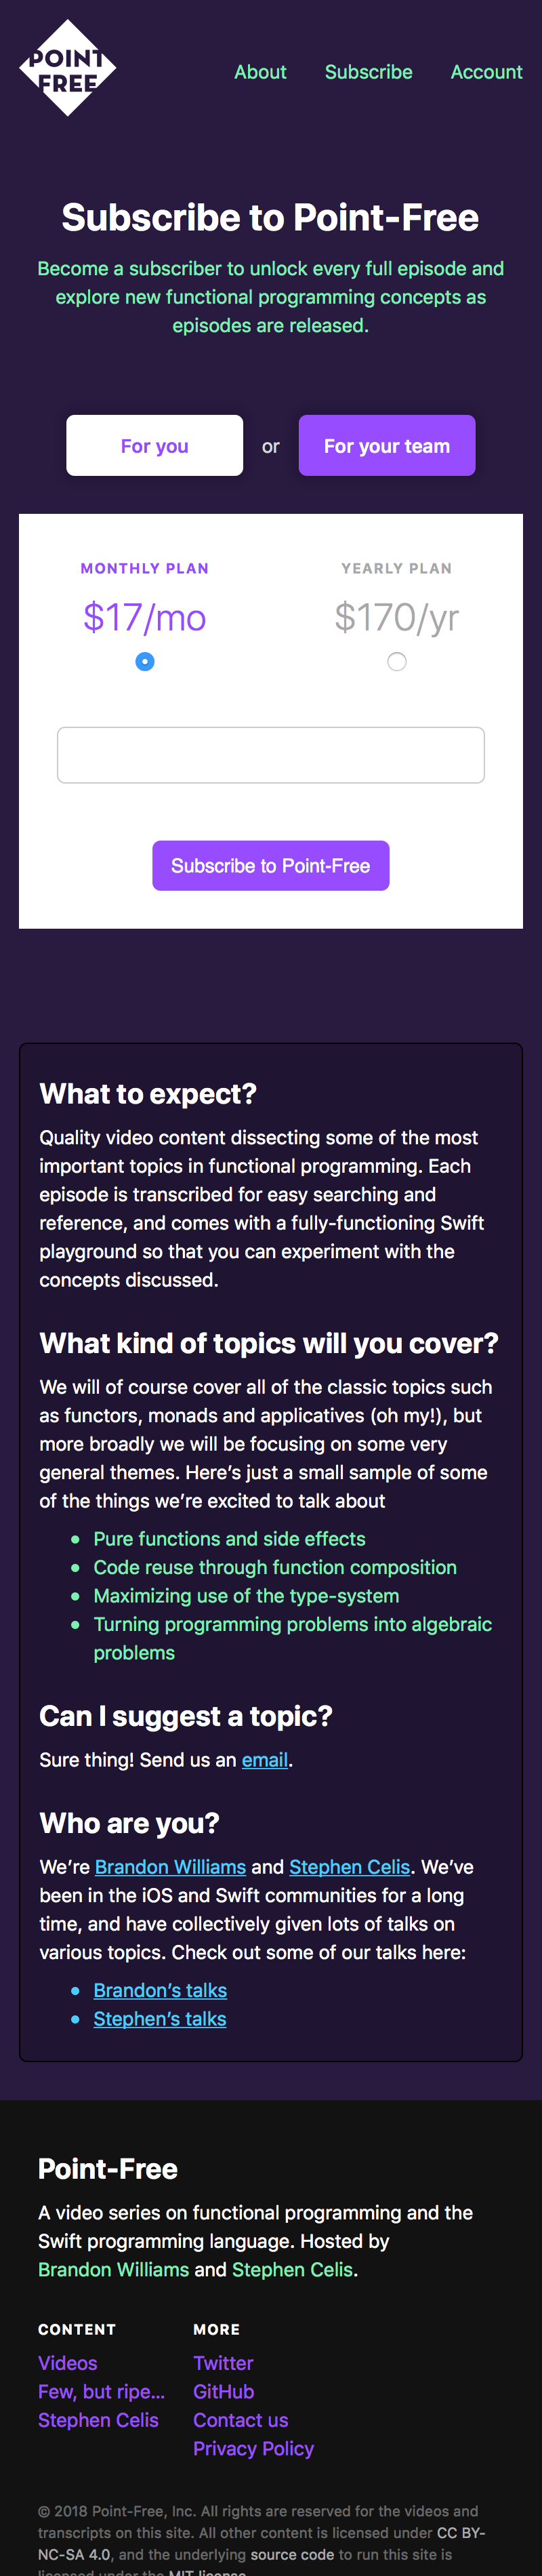 POINT
FREE
About
Subscribe
Account
Subscribe to Point-Free
Become a subscriber to unlock every full episode and
explore new functional programming concepts as
episodes are released.
For you
or
For your team
MONTHLY PLAN
$17/mo
YEARLY PLAN
$170/yr
Subscribe to Point-Free
What to expect?
Quality video content dissecting some of the most
important topics in functional programming. Each
episode is transcribed for easy searching and
reference, and comes with a fully-functioning Swift
playground so that you can experiment with the
concepts discussed.
What kind of topics will you cover?
We will of course cover all of the classic topics such
as functors, monads and applicatives (oh my!), but
more broadly we will be focusing on some very
general themes. Here’s just a small sample of some
of the things we’re excited to talk about
• Pure functions and side effects
• Code reuse through function composition
• Maximizing use of the type-system
• Turning programming problems into algebraic
problems
Can I suggest a topic?
Sure thing! Send us an email.
Who are you?
We’re Brandon Williams and Stephen Celis. We’ve
been in the iOS and Swift communities for a long
time, and have collectively given lots of talks on
various topics. Check out some of our talks here:
• Brandon’s talks
• Stephen’s talks
Point-Free
A video series on functional programming and the
Swift programming language. Hosted by
Brandon Williams and Stephen Celis.
CONTENT
Videos
Few, but ripe…
Stephen Celis
MORE
Twitter
GitHub
Contact us
Privacy Policy
© 2018 Point-Free, Inc. All rights are reserved for the videos and
transcripts on this site. All other content is licensed under CC BY-
NC-SA 4.0, and the underlying source code to run this site is
licensed under the MIT license